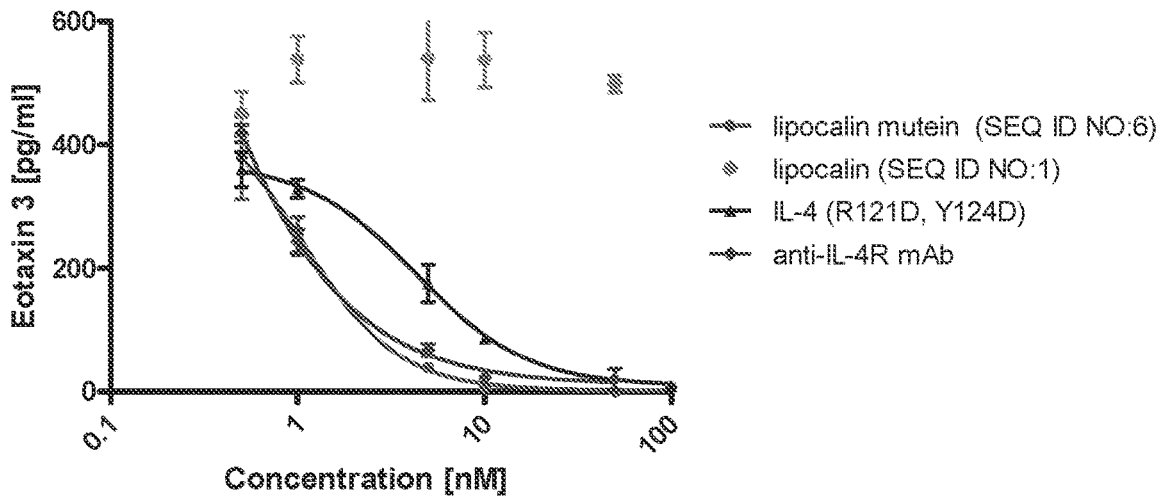 600
400
200
0
0.1
1
10
100
Eotaxin 3 [pg/ml]
Concentration [nM]
lipocalin mutein (SEQ ID NO:6)
lipocalin (SEQ ID NO:1)
IL-4 (R121D, Y124D)
anti-IL-4R mAb